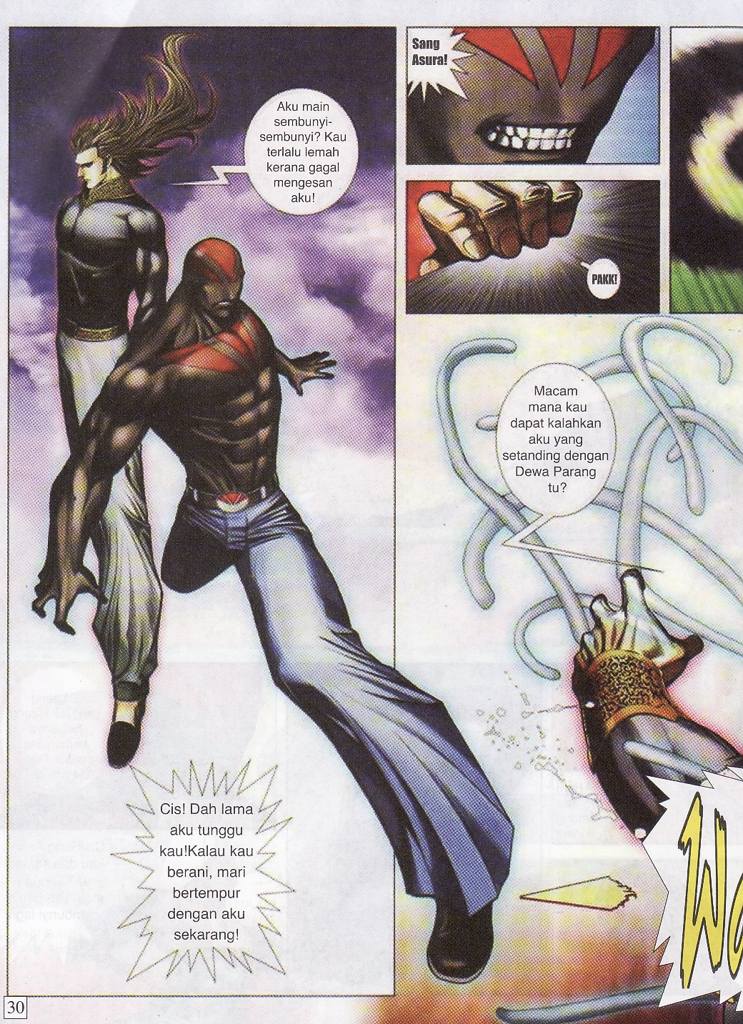 Aku main
sembunyi-
sembunyi? Kau
terlalu lemah
kerana gagal
mengesan
aku!
Cis! Dah lama
aku tunggu
kau!Kalau kau
berani, mari
bertempur
dengan aku
sekarang!
Sang
Asura!
PAKK!
Macam
mana kau
dapat kalahkan
aku yang
setanding dengan
Dewa Parang
tu?
30